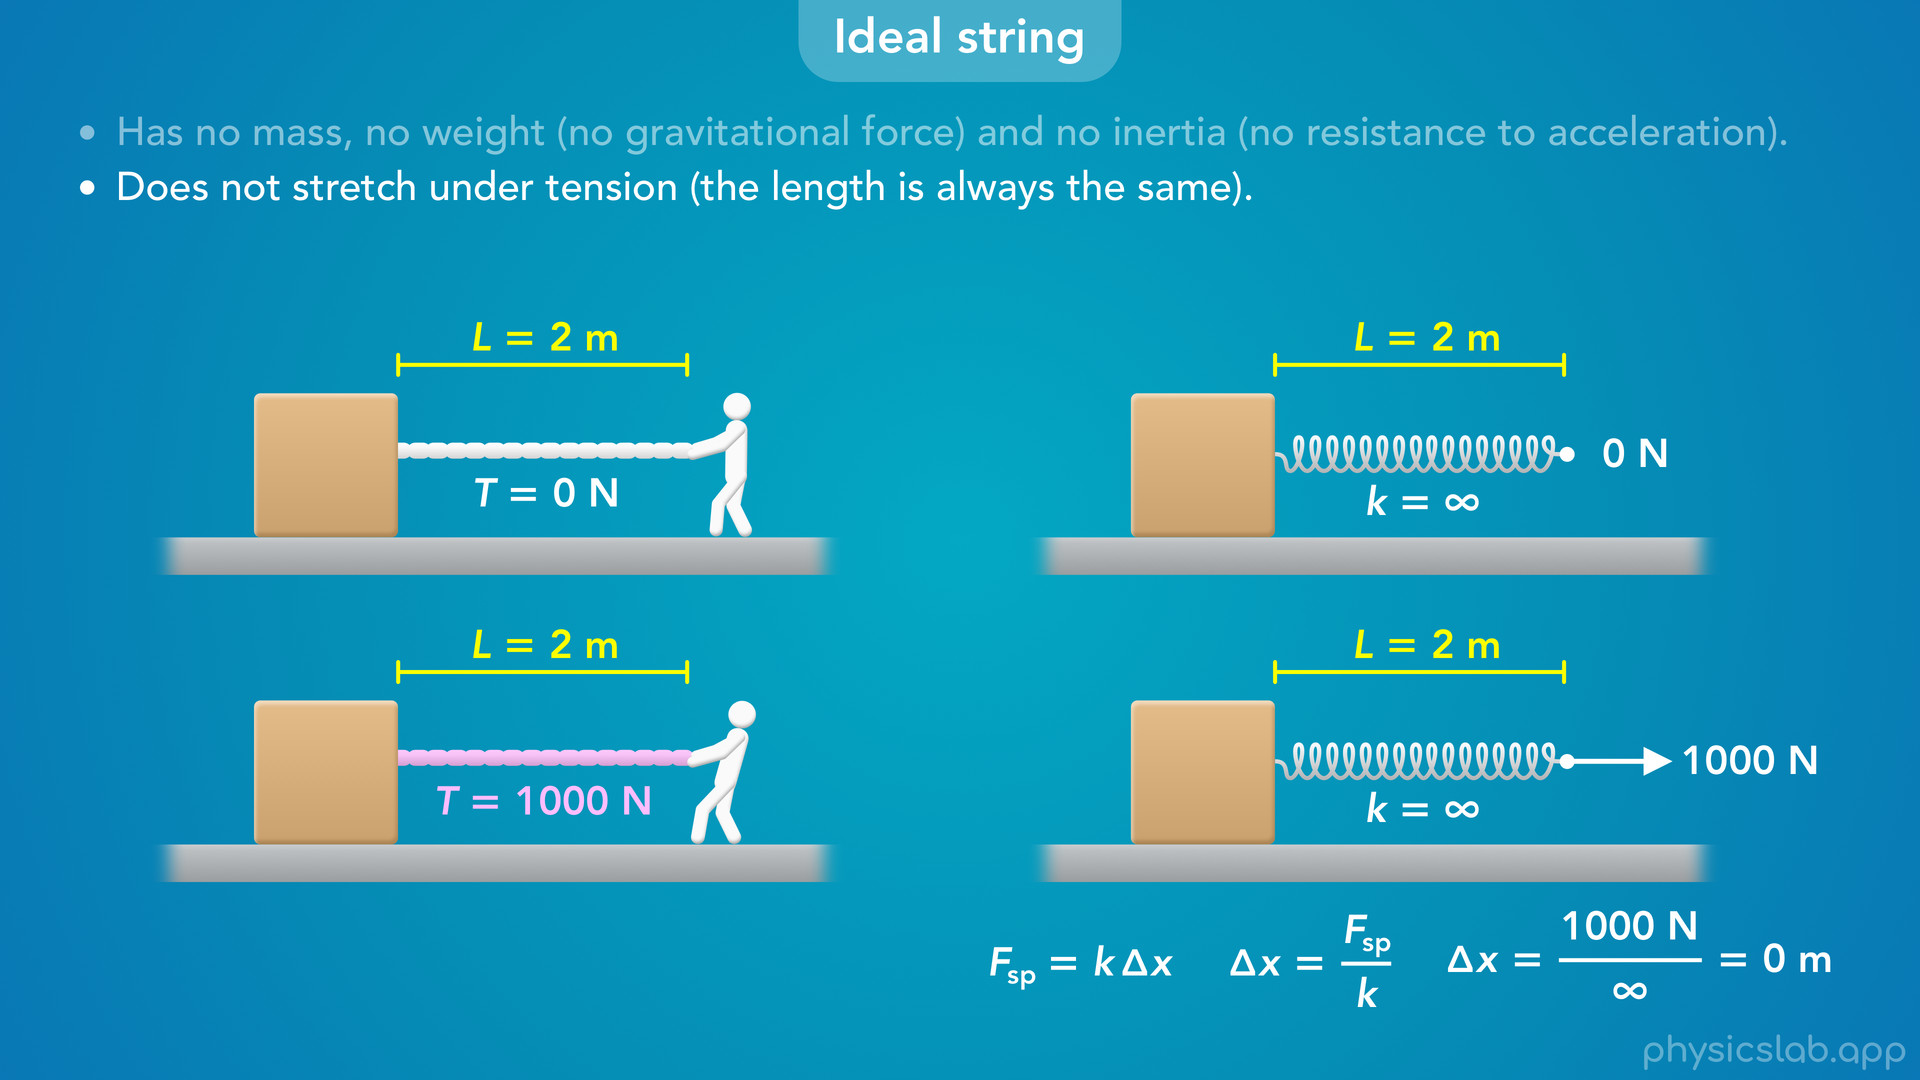 Ideal string
• Has no mass, no weight (no gravitational force) and no inertia (no resistance to acceleration).
• Does not stretch under tension (the length is always the same).
L = 2 m
T = 0 N
L = 2 m
0 N
k = ∞
L = 2 m
T = 1000 N
L = 2 m
1000 N
k = ∞
F_sp = k Δx
Δx = F_sp / k
Δx = 1000 N / ∞ = 0 m
physicslab.app